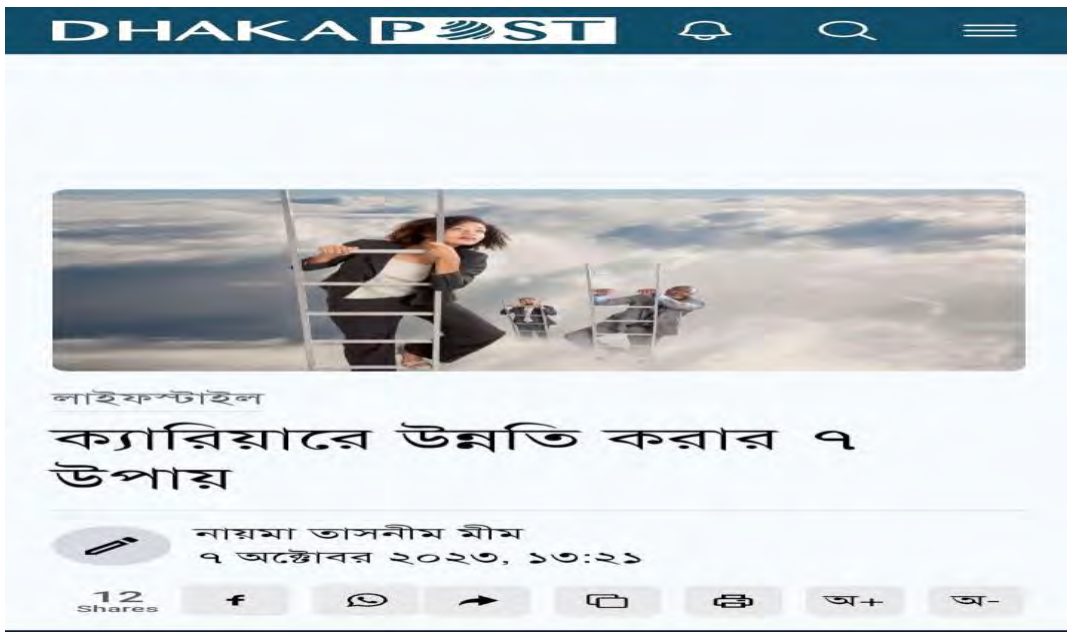 DHAKA POST
লাইফস্টাইল
ক্যারিয়ারে উন্নতি করার ৭
উপায়
নায়মা তাসনীম মীম
৭ অক্টোবর ২০২৩, ১৩:২১
12
Shares
অ+ অ-